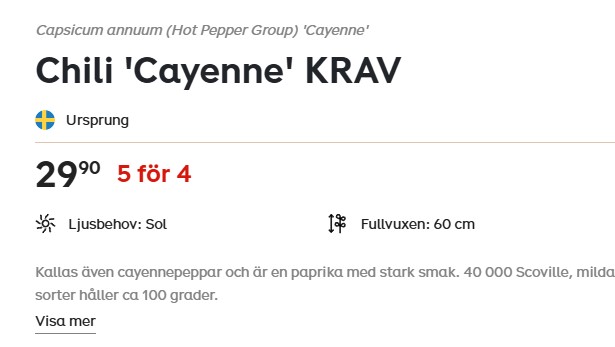 Capsicum annuum (Hot Pepper Group) 'Cayenne'
Chili 'Cayenne' KRAV
Ursprung
29⁹⁰ 5 för 4
Ljusbehov: Sol Fullvuxen: 60 cm
Kallas även cayennepeppar och är en paprika med stark smak. 40 000 Scoville, milda
sorter håller ca 100 grader.
Visa mer